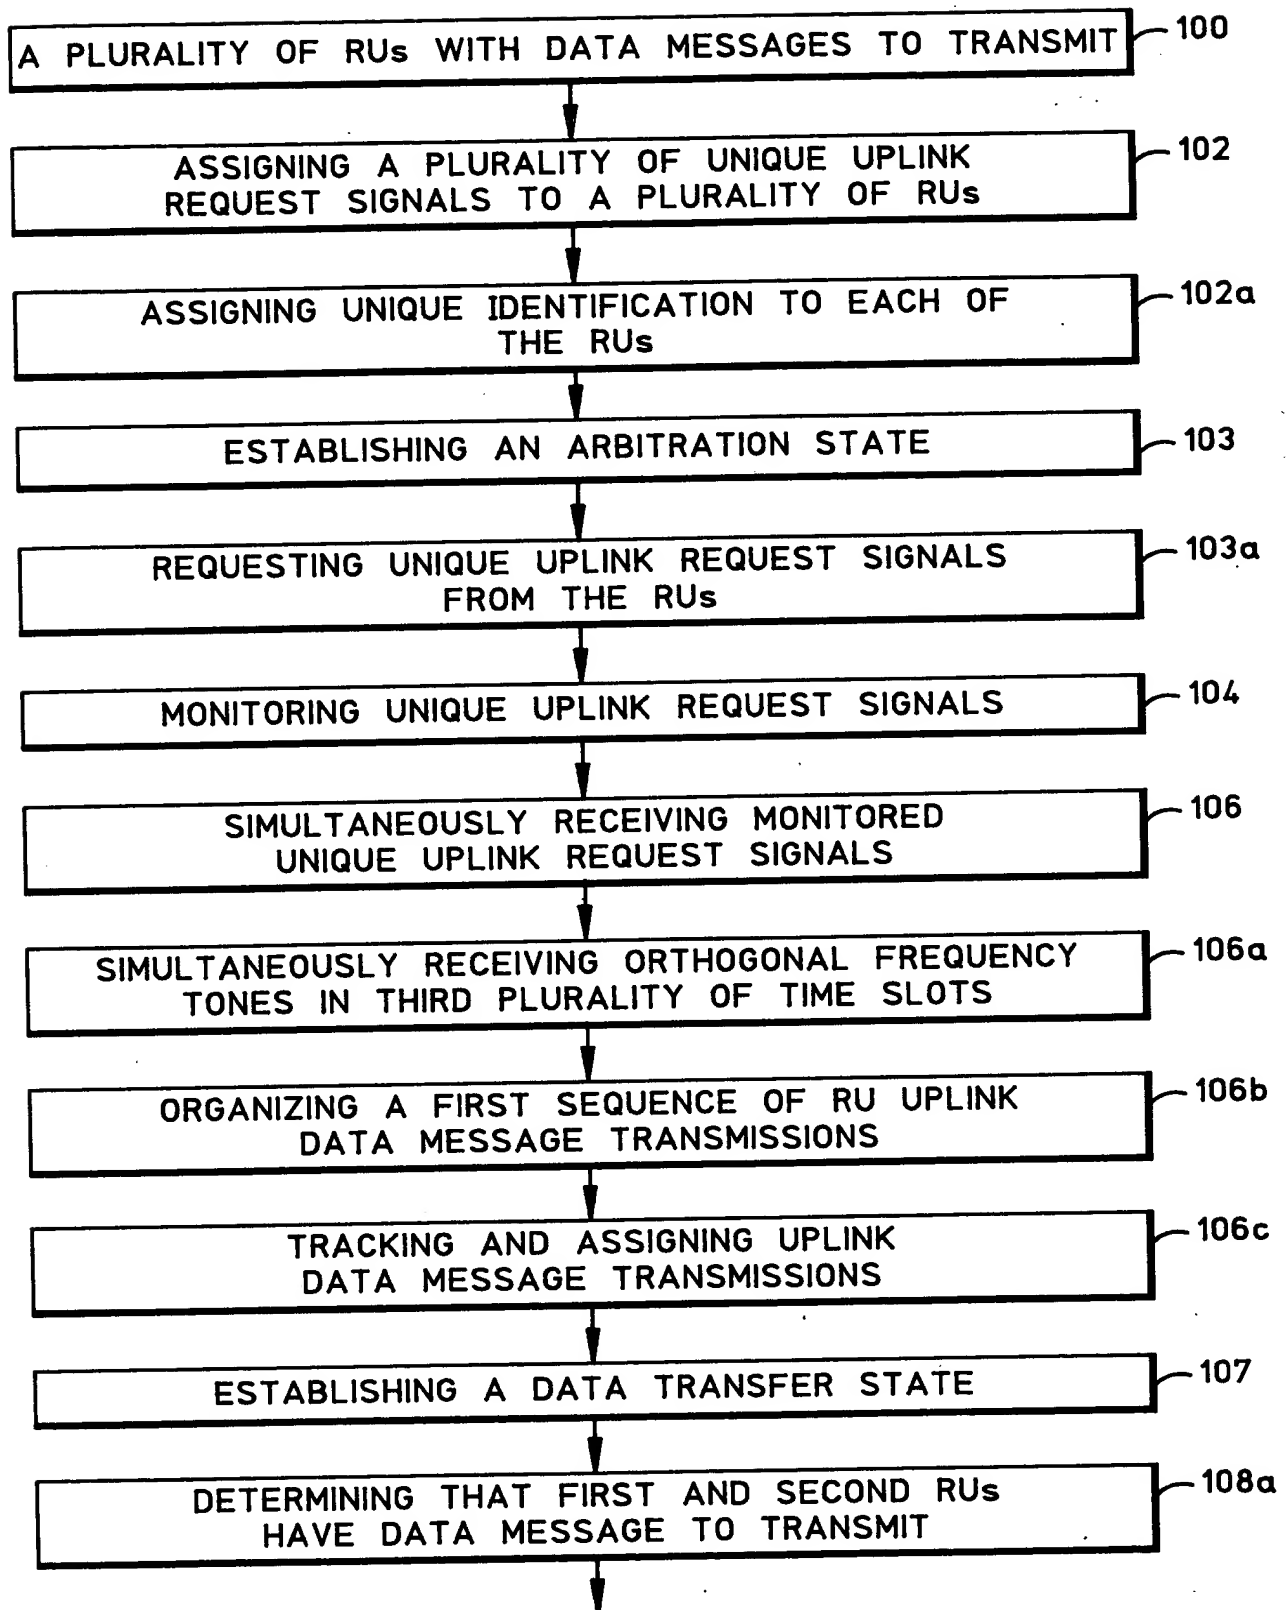 A PLURALITY OF RUs WITH DATA MESSAGES TO TRANSMIT
100
ASSIGNING A PLURALITY OF UNIQUE UPLINK
REQUEST SIGNALS TO A PLURALITY OF RUs
102
ASSIGNING UNIQUE IDENTIFICATION TO EACH OF
THE RUs
102a
ESTABLISHING AN ARBITRATION STATE
103
REQUESTING UNIQUE UPLINK REQUEST SIGNALS
FROM THE RUs
103a
MONITORING UNIQUE UPLINK REQUEST SIGNALS
104
SIMULTANEOUSLY RECEIVING MONITORED
UNIQUE UPLINK REQUEST SIGNALS
106
SIMULTANEOUSLY RECEIVING ORTHOGONAL FREQUENCY
TONES IN THIRD PLURALITY OF TIME SLOTS
106a
ORGANIZING A FIRST SEQUENCE OF RU UPLINK
DATA MESSAGE TRANSMISSIONS
106b
TRACKING AND ASSIGNING UPLINK
DATA MESSAGE TRANSMISSIONS
106c
ESTABLISHING A DATA TRANSFER STATE
107
DETERMINING THAT FIRST AND SECOND RUs
HAVE DATA MESSAGE TO TRANSMIT
108a